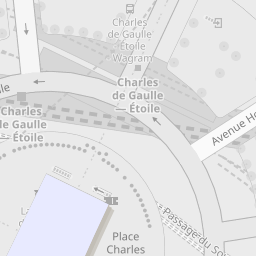 Charles
de Gaulle
Étoile
Wagram
Charles
de Gaulle
— Étoile
Charles
de Gaulle
— Étoile
Avenue Ho
Passage du So
Place
Charles